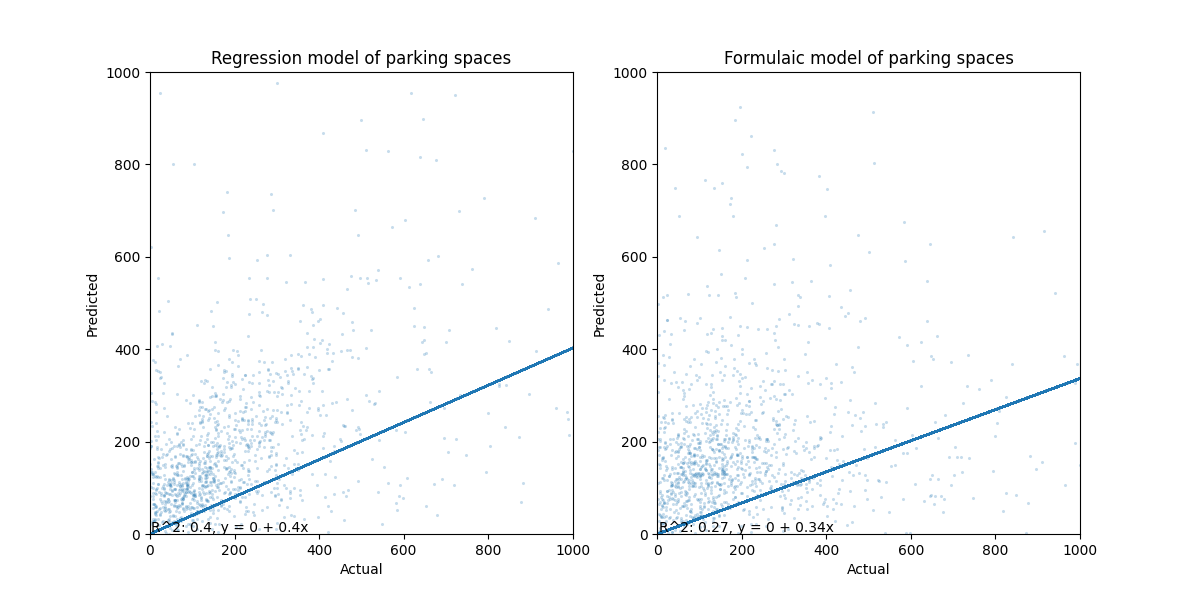 Regression model of parking spaces
1000
800
600
400
200
0
Predicted
R^2: 0.4, y = 0 + 0.4x
0 200 400 600 800 1000
Actual
Formulaic model of parking spaces
1000
800
600
400
200
0
Predicted
R^2: 0.27, y = 0 + 0.34x
0 200 400 600 800 1000
Actual